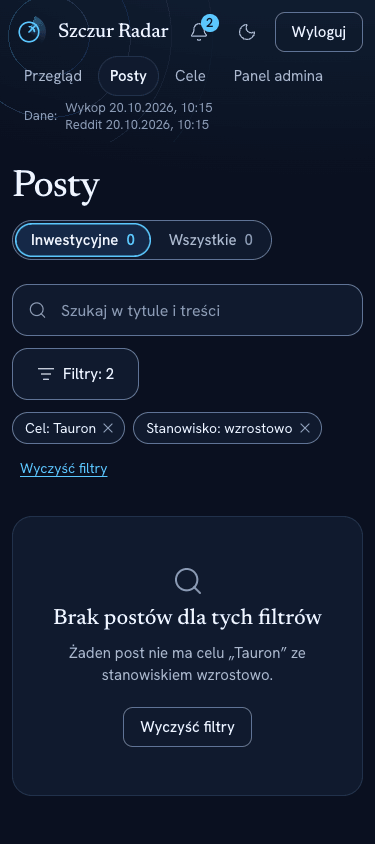 Szczur Radar
2
Wyloguj
Przegląd
Posty
Cele
Panel admina
Dane:
Wykop 20.10.2026, 10:15
Reddit 20.10.2026, 10:15
Posty
Inwestycyjne 0
Wszystkie 0
Szukaj w tytule i treści
Filtry: 2
Cel: Tauron
Stanowisko: wzrostowo
Wyczyść filtry
Brak postów dla tych filtrów
Żaden post nie ma celu „Tauron” ze
stanowiskiem wzrostowo.
Wyczyść filtry